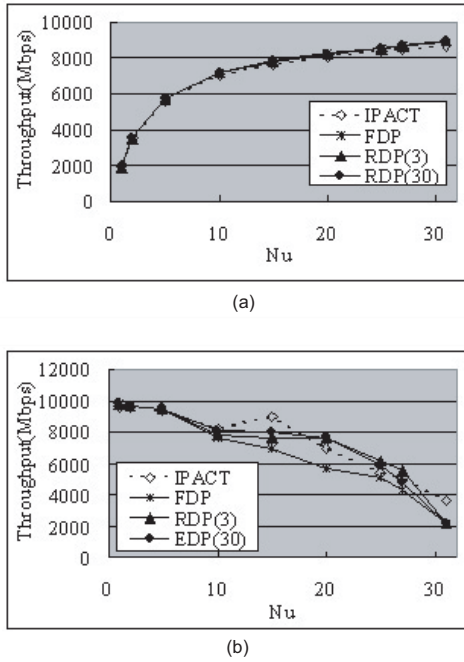 Throughput(Mbps)
10000
8000
6000
4000
2000
0
IPACT
FDP
RDP(3)
RDP(30)
0 10 20 30
Nu
(a)
Throughput(Mbps)
12000
10000
8000
6000
4000
2000
0
IPACT
FDP
RDP(3)
EDP(30)
0 10 20 30
Nu
(b)